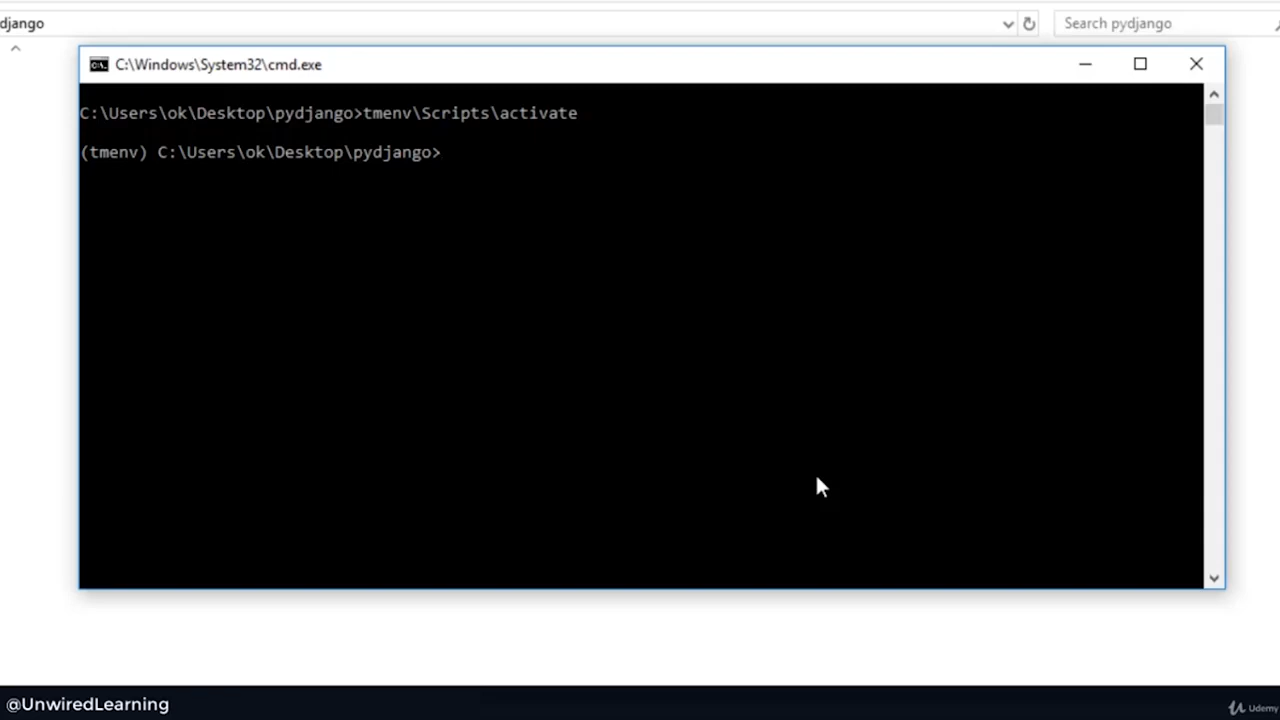 django
Search pydjango
C:\Windows\System32\cmd.exe
C:\Users\ok\Desktop\pydjango>tmenv\Scripts\activate
(tmenv) C:\Users\ok\Desktop\pydjango>
@UnwiredLearning
Udemy